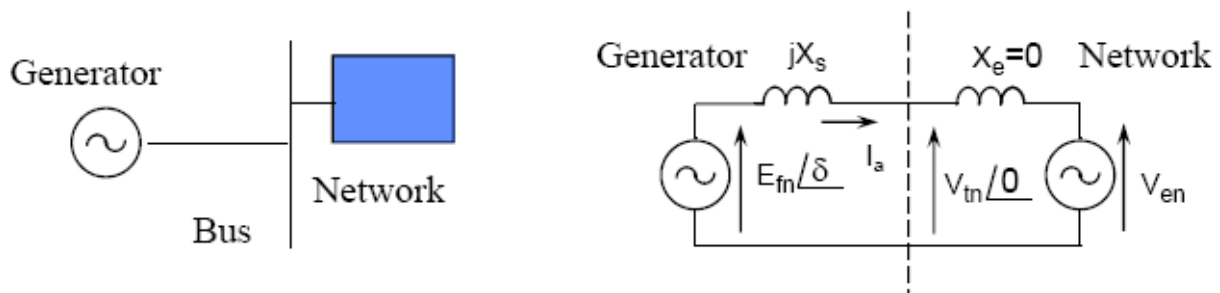 Generator
Network
Bus
Generator
jXs
Xe=0
Network
Ia
Efn/δ
Vtn/0
Ven